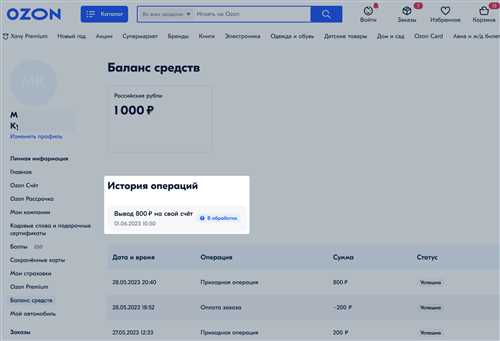 OZON
Каталог
Во всех разделах
Искать на Ozon
Войти
Заказы
Избранное
Корзина
Хочу Premium Новый год Акции Супермаркет Бренды Книги Электроника Одежда и обувь Детские товары Дом и сад Ozon Card Авиа и ж/д билет
МК
М
К
Изменить профиль
Личная информация
Главная
Ozon Счёт
Ozon Рассрочка
Мои компании
Кодовые слова и подарочные
сертификаты
Баллы
Сохранённые карты
Мои страховки
Ozon Premium
Баланс средств
Мой автомобиль
Заказы
Баланс средств
Российские рубли
1 000 ₽
История операций
Вывод 800 ₽ на свой счёт
В обработке
01.06.2023 10:50
Дата и время Операция Сумма Статус
28.05.2023 20:40 Приходная операция 800 ₽ Успешно
28.05.2023 18:52 Оплата заказа −200 ₽ Успешно
27.05.2023 12:33 Приходная операция 200 ₽ Успешно